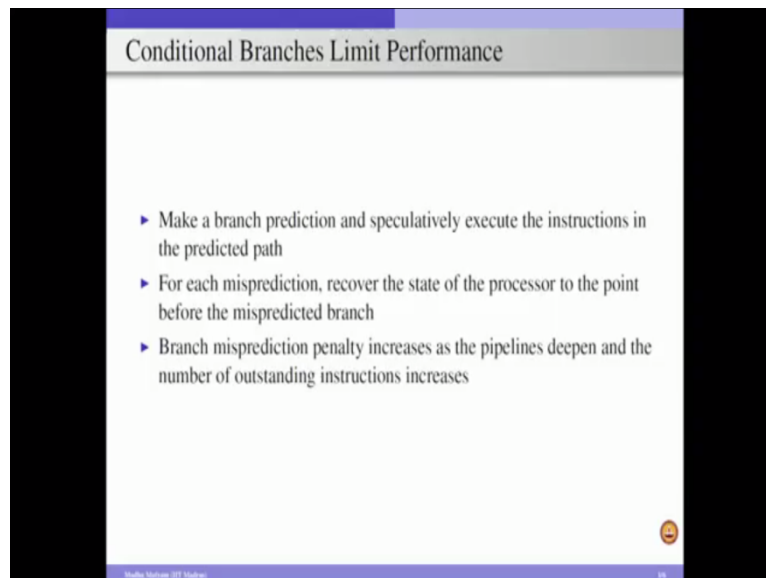 Conditional Branches Limit Performance
► Make a branch prediction and speculatively execute the instructions in
the predicted path
► For each misprediction, recover the state of the processor to the point
before the mispredicted branch
► Branch misprediction penalty increases as the pipelines deepen and the
number of outstanding instructions increases